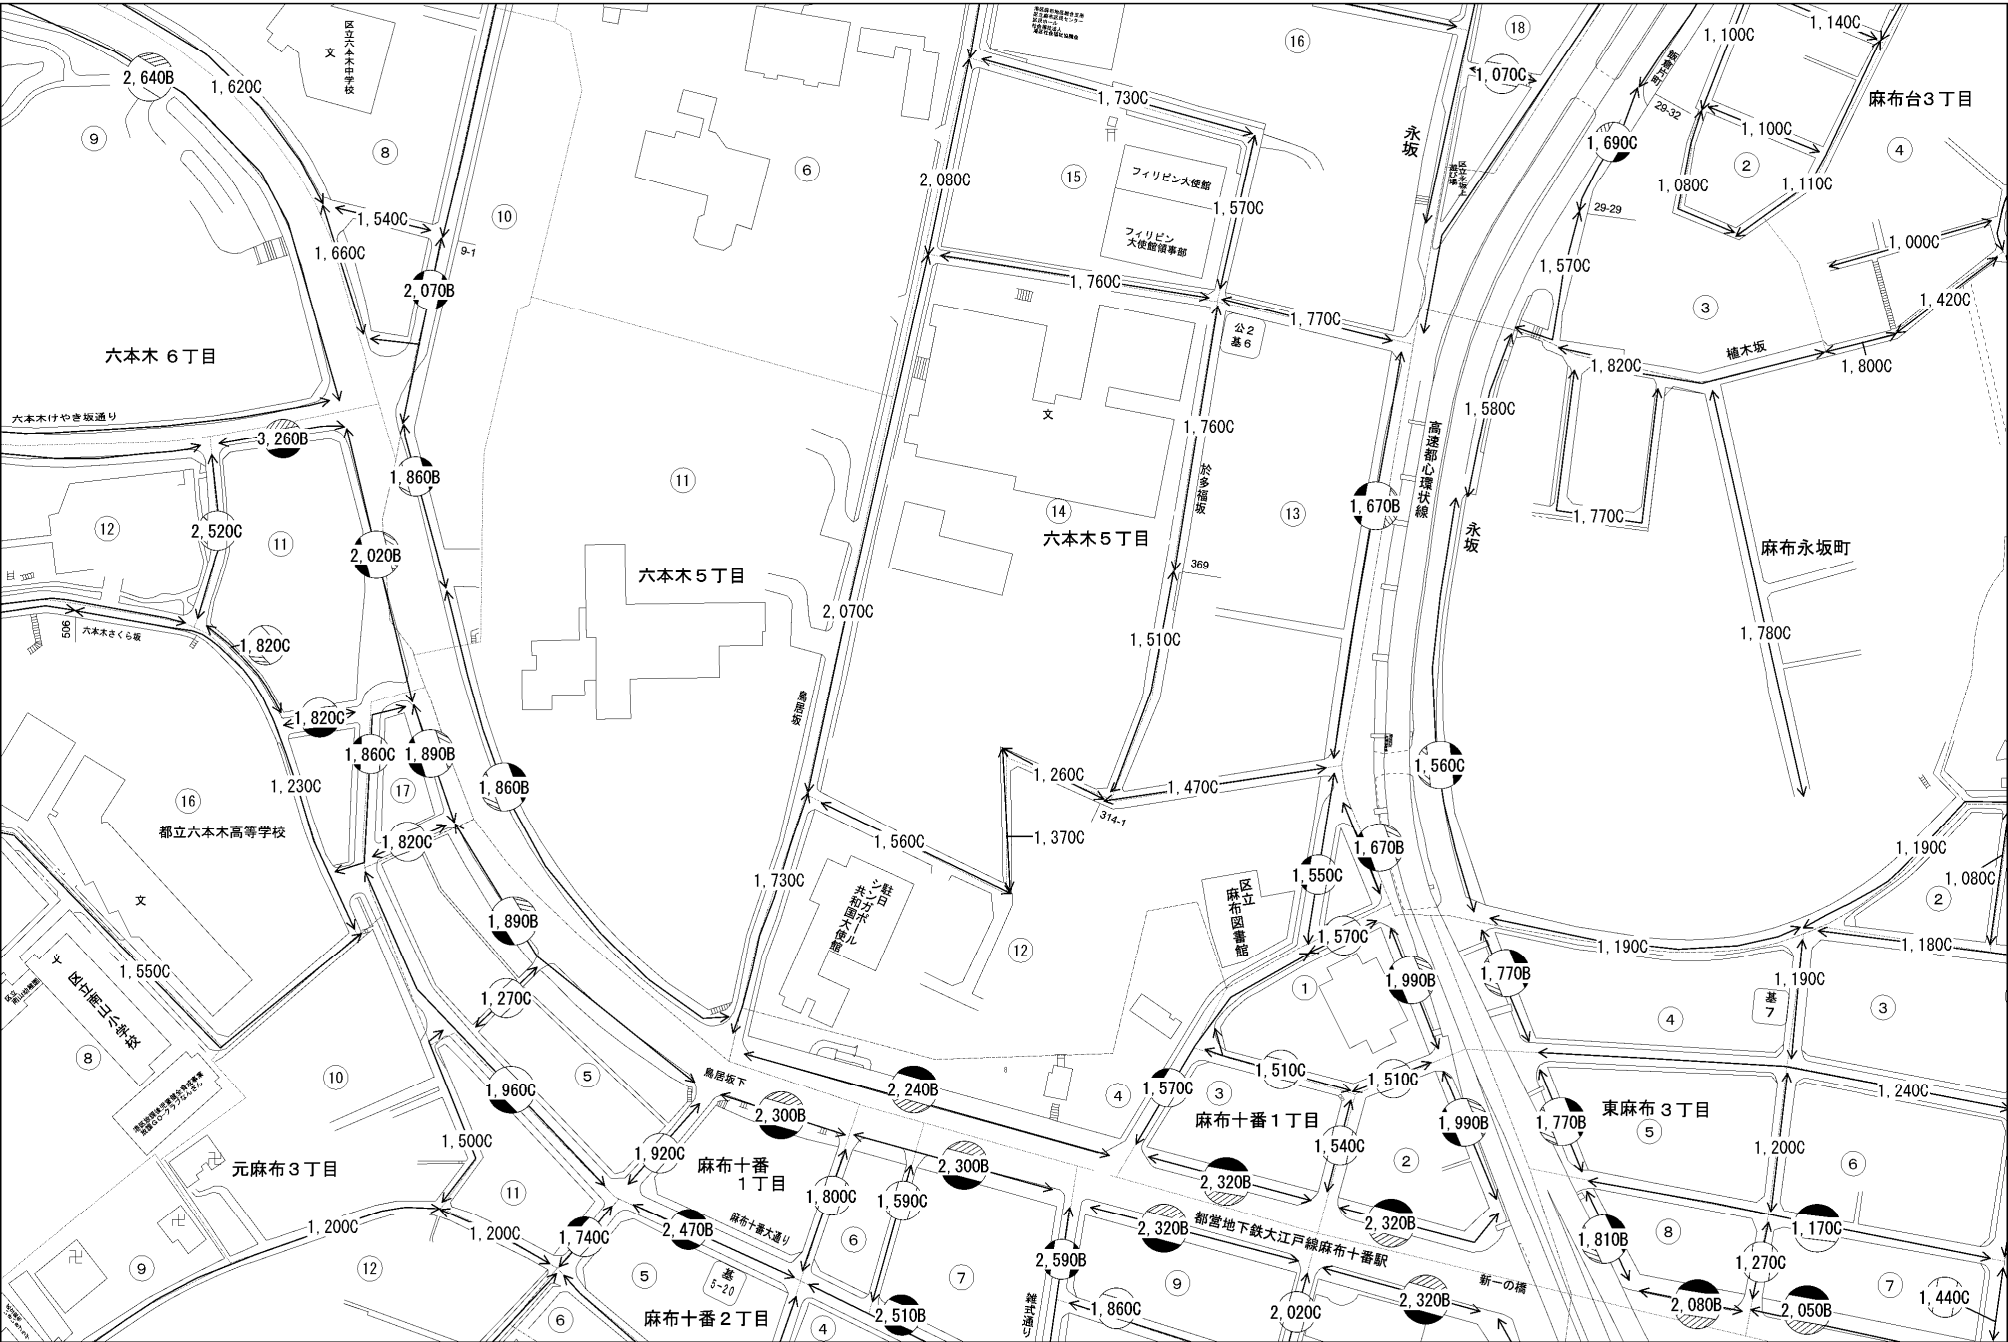 区立六本木中学校
文
2,640B
1,620C
⑨
⑧
1,540C
1,660C
2,070B
⑩
9-1
⑥
六本木 6丁目
六本木けやき坂通り
3,260B
1,860B
⑫
2,520C
⑪
2,020B
506
六本木さくら坂
1,820C
1,820C
1,860C
1,890B
1,860B
1,230C
⑰
⑯
都立六本木高等学校
文
1,820C
1,890B
1,270C
1,550C
区立南山小学校
文
⑧
⑩
⑤
1,960C
1,500C
元麻布3丁目
⑪
1,200C
1,200C
1,740C
⑨
⑫
⑥
⑤
基
5-20
麻布十番2丁目
④
16
18
1,070C
1,730C
2,080C
⑮
フィリピン大使館
フィリピン
大使館領事部
1,570C
1,760C
1,770C
公2
基6
永坂
区立永坂上
遊び場
⑪
六本木5丁目
文
1,760C
於多福坂
⑭
六本木5丁目
⑬
1,670B
369
2,070C
鳥居坂
1,510C
1,260C
1,470C
314-1
1,370C
1,560C
1,730C
駐日
シンガポール
共和国大使館
⑫
区立
麻布図書館
1,550C
1,670B
1,570C
①
1,990B
鳥居坂下
2,240B
2,300B
2,300B
1,920C
麻布十番
1丁目
麻布十番大通り
2,470B
1,800C
1,590C
⑥
⑦
2,510B
2,590B
雑式通り
④
1,570C
③
1,510C
1,510C
麻布十番1丁目
1,540C
②
1,990B
2,320B
2,320B
2,320B
都営地下鉄大江戸線麻布十番駅
2,320B
⑨
1,860C
2,020C
新一の橋
飯倉片町
29-32
1,690C
29-29
1,570C
1,100C
1,140C
麻布台3丁目
1,100C
②
④
1,080C
1,110C
1,000C
1,420C
③
植木坂
1,820C
1,800C
1,580C
高速都心環状線
永坂
1,770C
麻布永坂町
1,780C
1,560C
1,190C
1,190C
1,080C
②
1,180C
1,190C
1,770B
基
7
④
③
1,240C
東麻布3丁目
⑤
1,770B
1,200C
⑥
1,170C
⑧
1,810B
1,270C
⑦
1,440C
2,080B
2,050B